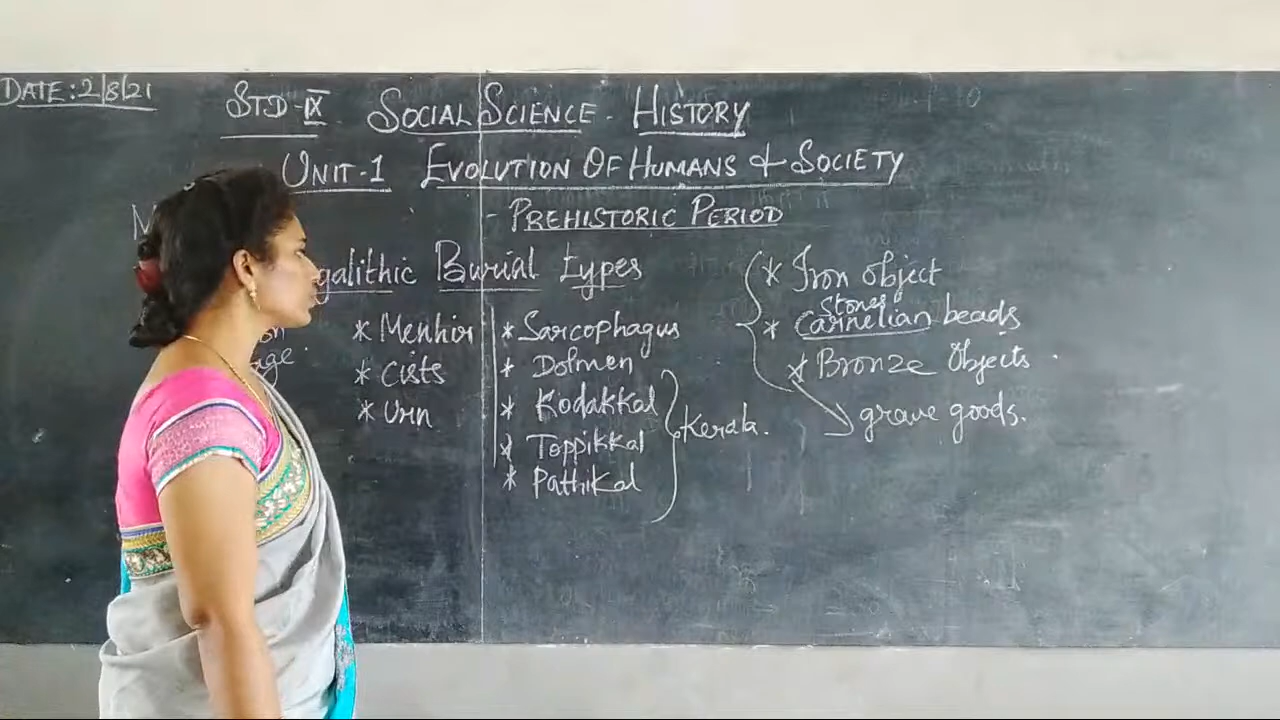 DATE: 2/8/21
STD-IX SOCIAL SCIENCE - HISTORY
UNIT-1 EVOLUTION OF HUMANS & SOCIETY
- PREHISTORIC PERIOD
galithic Burial types
* Menhir
* Cists
* Urn
* Sarcophagus
* Dolmen
* Kodakkal
* Toppikkal
* Pathikal
Kerala.
* Iron object
Stones
* Carnelian beads
* Bronze Objects.
grave goods.